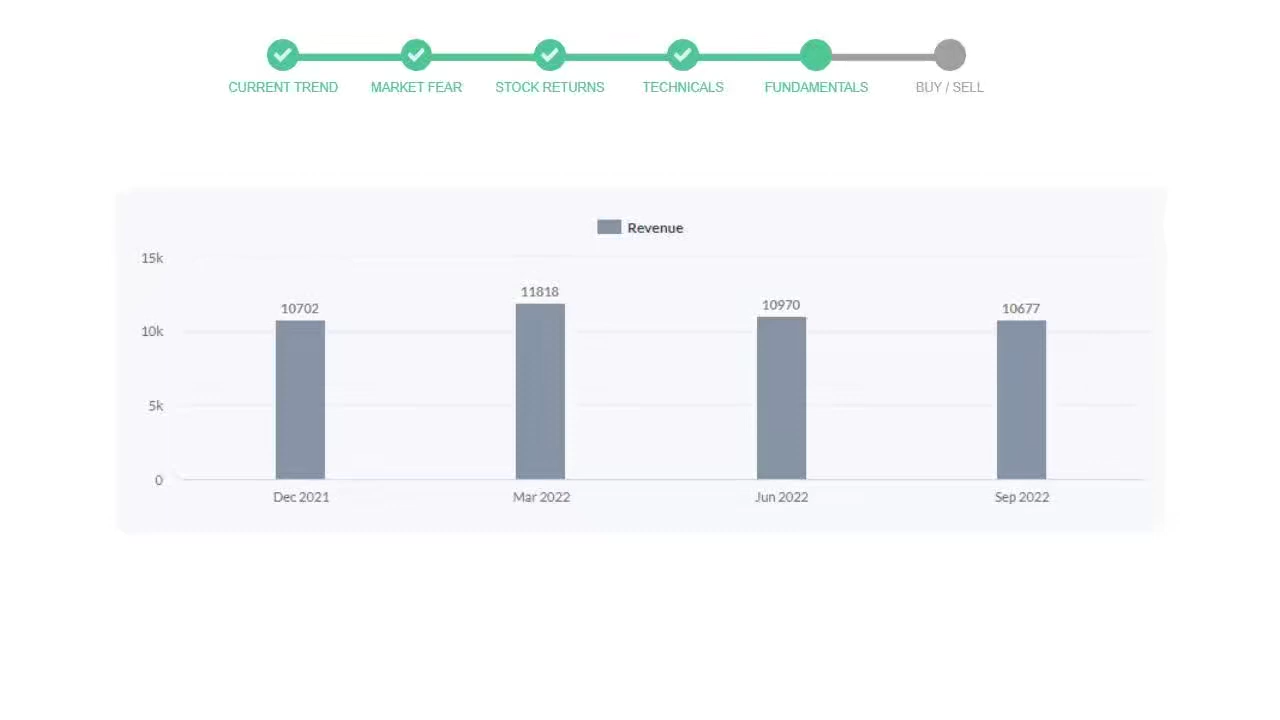 CURRENT TREND MARKET FEAR STOCK RETURNS TECHNICALS FUNDAMENTALS BUY / SELL
Revenue
15k
11818
10702 10970 10677
10k
5k
0
Dec 2021 Mar 2022 Jun 2022 Sep 2022